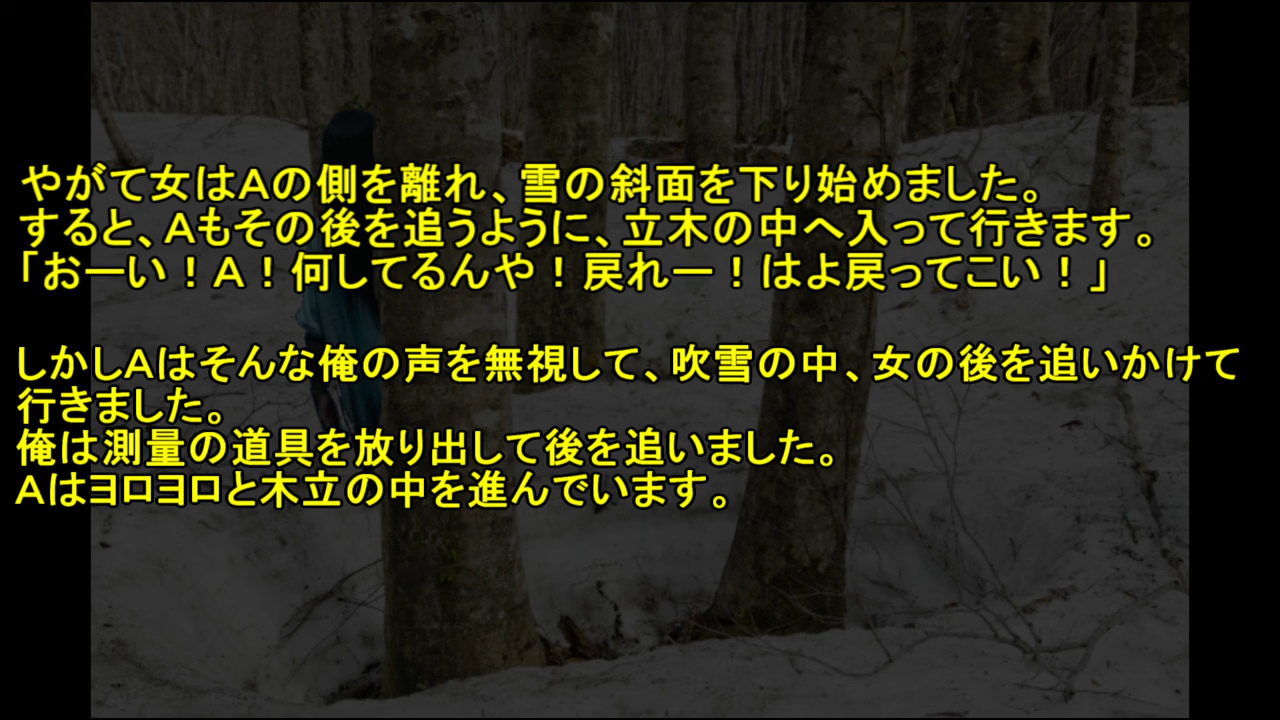 やがて女はAの側を離れ、雪の斜面を下り始めました。
すると、Aもその後を追うように、立木の中へ入って行きます。
「おーい！A！何してるんや！戻れー！はよ戻ってこい！」
しかしAはそんな俺の声を無視して、吹雪の中、女の後を追いかけて
行きました。
俺は測量の道具を放り出して後を追いました。
Aはヨロヨロと木立の中を進んでいます。